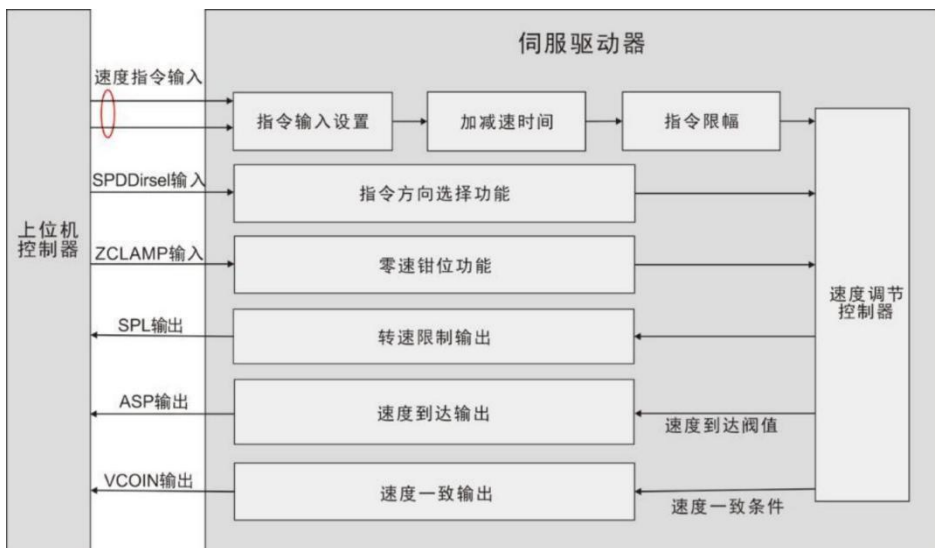 伺服驱动器
速度指令输入
指令输入设置
加减速时间
指令限幅
SPDDirsel输入
指令方向选择功能
上位机
控制器
ZCLAMP输入
零速钳位功能
速度调节
控制器
SPL输出
转速限制输出
ASP输出
速度到达输出
速度到达阀值
VCOIN输出
速度一致输出
速度一致条件